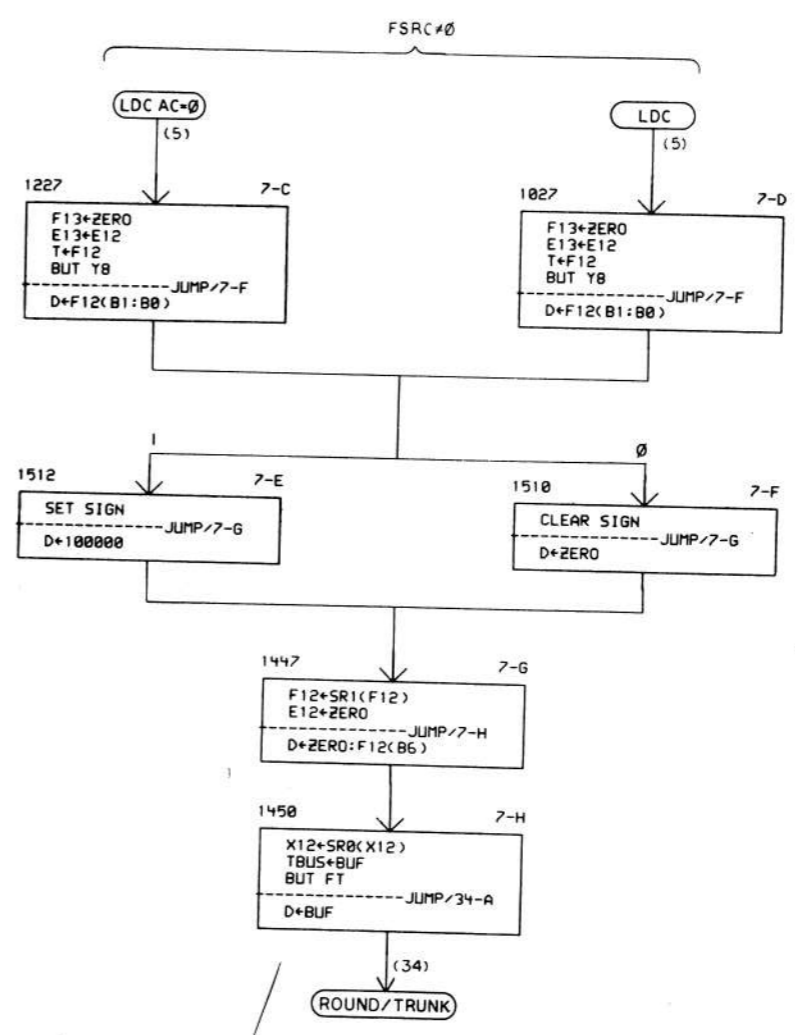 FSRC≠Ø
LDC AC=Ø
LDC
(5)
(5)
1227 7-C
F13←ZERO
E13←E12
T←F12
BUT Y8
JUMP/7-F
D←F12(B1:B0)
1027 7-D
F13←ZERO
E13←E12
T←F12
BUT Y8
JUMP/7-F
D←F12(B1:B0)
1
Ø
1512 7-E
SET SIGN
JUMP/7-G
D←100000
1510 7-F
CLEAR SIGN
JUMP/7-G
D←ZERO
1447 7-G
F12←SR1(F12)
E12←ZERO
JUMP/7-H
D←ZERO:F12(B6)
1450 7-H
X12←SR0(X12)
TBUS←BUF
BUT FT
JUMP/34-A
D←BUF
(34)
ROUND/TRUNK